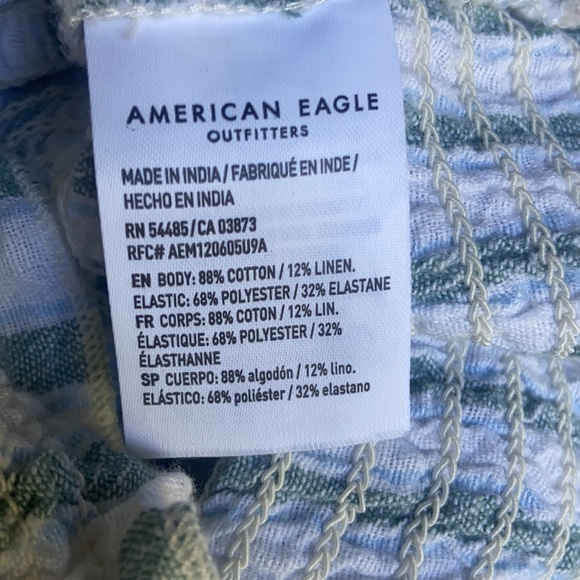 AMERICAN EAGLE
OUTFITTERS
MADE IN INDIA / FABRIQUÉ EN INDE /
HECHO EN INDIA
RN 54485 / CA 03873
RFC# AEM120605U9A
EN BODY: 88% COTTON / 12% LINEN.
ELASTIC: 68% POLYESTER / 32% ELASTANE
FR CORPS: 88% COTON / 12% LIN.
ÉLASTIQUE: 68% POLYESTER / 32%
ÉLASTHANNE
SP CUERPO: 88% algodón / 12% lino.
ELÁSTICO: 68% poliéster / 32% elastano